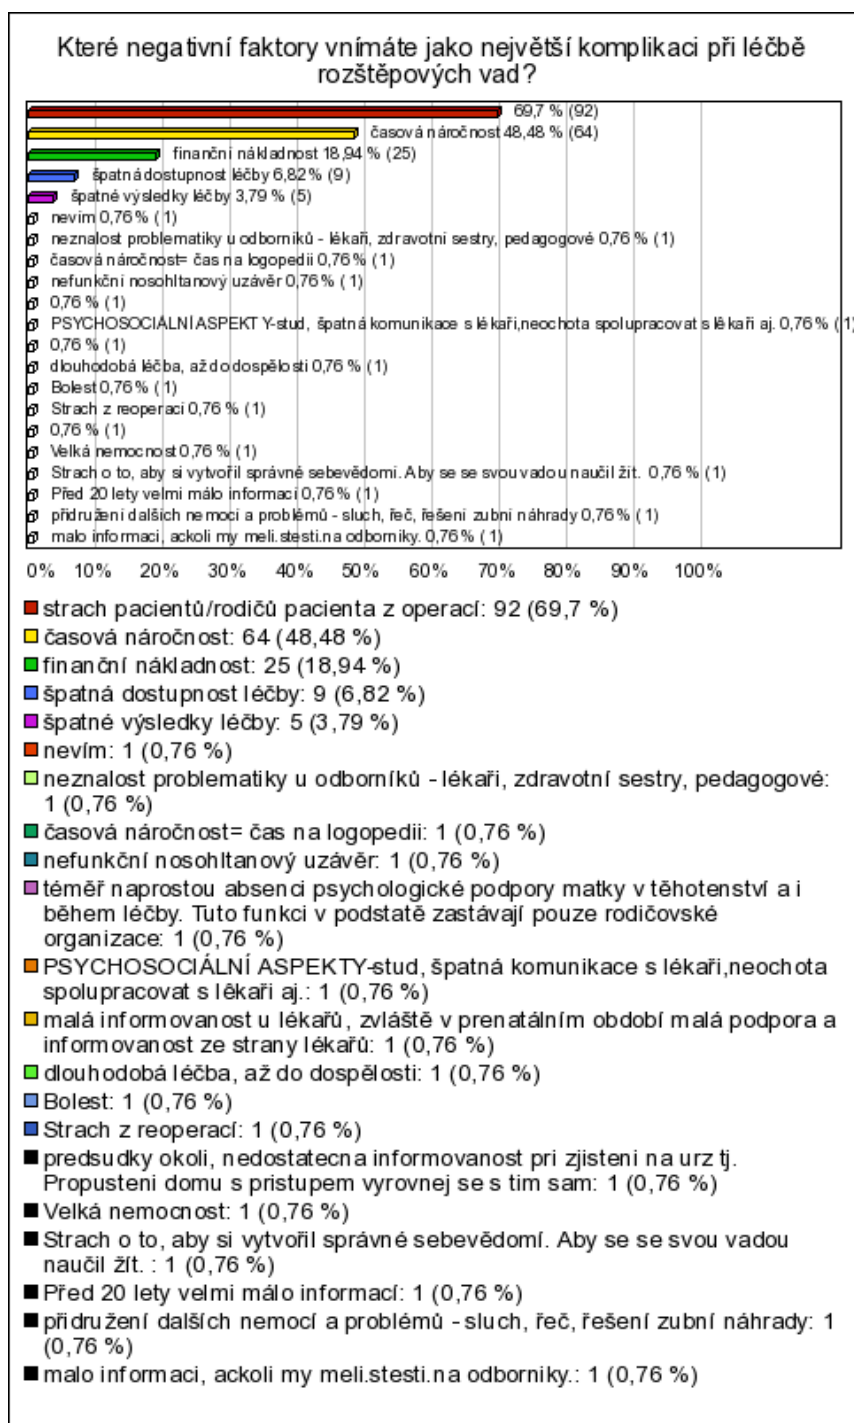 Které negativní faktory vnímáte jako největší komplikaci při léčbě
rozštěpových vad?
69,7 % (92)
časová náročnost 48,48 % (64)
finanční nákladnost 18,94 % (25)
špatná dostupnost léčby 6,82 % (9)
špatné výsledky léčby 3,79 % (5)
nevím 0,76 % (1)
neznalost problematiky u odborníků - lékaři, zdravotní sestry, pedagogové 0,76 % (1)
časová náročnost= čas na logopedii 0,76 % (1)
nefunkční nosohltanový uzávěr 0,76 % (1)
0,76 % (1)
PSYCHOSOCIÁLNÍ ASPEKTY-stud, špatná komunikace s lékaři,neochota spolupracovat s lêkaři aj. 0,76 % (1)
0,76 % (1)
dlouhodobá léčba, až do dospělosti 0,76 % (1)
Bolest 0,76 % (1)
Strach z reoperací 0,76 % (1)
0,76 % (1)
Velká nemocnost 0,76 % (1)
Strach o to, aby si vytvořil správné sebevědomí. Aby se se svou vadou naučil žít. 0,76 % (1)
Před 20 lety velmi málo informací 0,76 % (1)
přidružení dalších nemocí a problémů - sluch, řeč, řešení zubní náhrady 0,76 % (1)
malo informaci, ackoli my meli.stesti.na odborniky. 0,76 % (1)
0% 10% 20% 30% 40% 50% 60% 70% 80% 90% 100%
strach pacientů/rodičů pacienta z operací: 92 (69,7 %)
časová náročnost: 64 (48,48 %)
finanční nákladnost: 25 (18,94 %)
špatná dostupnost léčby: 9 (6,82 %)
špatné výsledky léčby: 5 (3,79 %)
nevím: 1 (0,76 %)
neznalost problematiky u odborníků - lékaři, zdravotní sestry, pedagogové:
1 (0,76 %)
časová náročnost= čas na logopedii: 1 (0,76 %)
nefunkční nosohltanový uzávěr: 1 (0,76 %)
téměř naprostou absenci psychologické podpory matky v těhotenství a i
během léčby. Tuto funkci v podstatě zastávají pouze rodičovské
organizace: 1 (0,76 %)
PSYCHOSOCIÁLNÍ ASPEKTY-stud, špatná komunikace s lékaři,neochota
spolupracovat s lêkaři aj.: 1 (0,76 %)
malá informovanost u lékařů, zvláště v prenatálním období malá podpora a
informovanost ze strany lékařů: 1 (0,76 %)
dlouhodobá léčba, až do dospělosti: 1 (0,76 %)
Bolest: 1 (0,76 %)
Strach z reoperací: 1 (0,76 %)
predsudky okoli, nedostatecna informovanost pri zjisteni na urz tj.
Propusteni domu s pristupem vyrovnej se s tim sam: 1 (0,76 %)
Velká nemocnost: 1 (0,76 %)
Strach o to, aby si vytvořil správné sebevědomí. Aby se se svou vadou
naučil žít. : 1 (0,76 %)
Před 20 lety velmi málo informací: 1 (0,76 %)
přidružení dalších nemocí a problémů - sluch, řeč, řešení zubní náhrady: 1
(0,76 %)
malo informaci, ackoli my meli.stesti.na odborniky.: 1 (0,76 %)